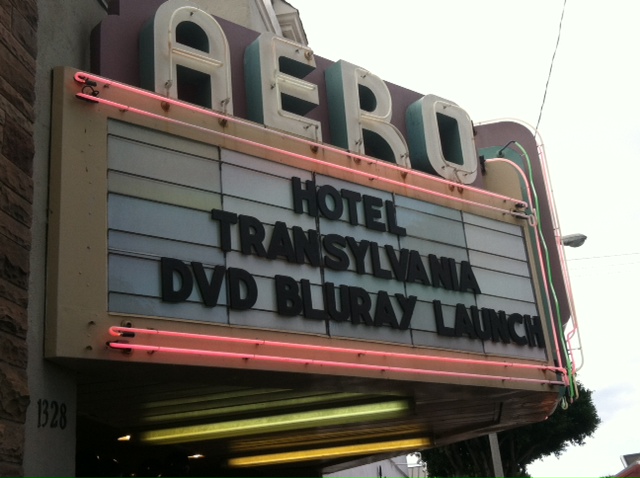 AERO
HOTEL
TRANSYLVANIA
DVD BLURAY LAUNCH
1328